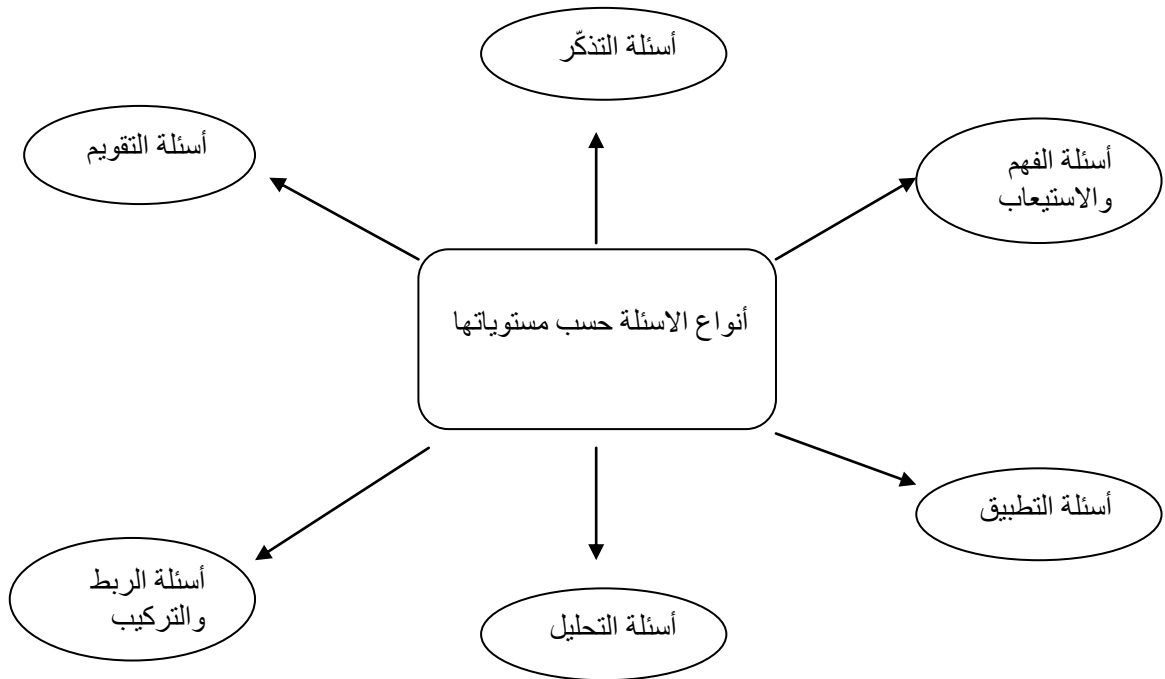 أسئلة التذكّر
أسئلة التقويم
أسئلة الفهم
والاستيعاب
أنواع الاسئلة حسب مستوياتها
أسئلة التطبيق
أسئلة الربط
والتركيب
أسئلة التحليل